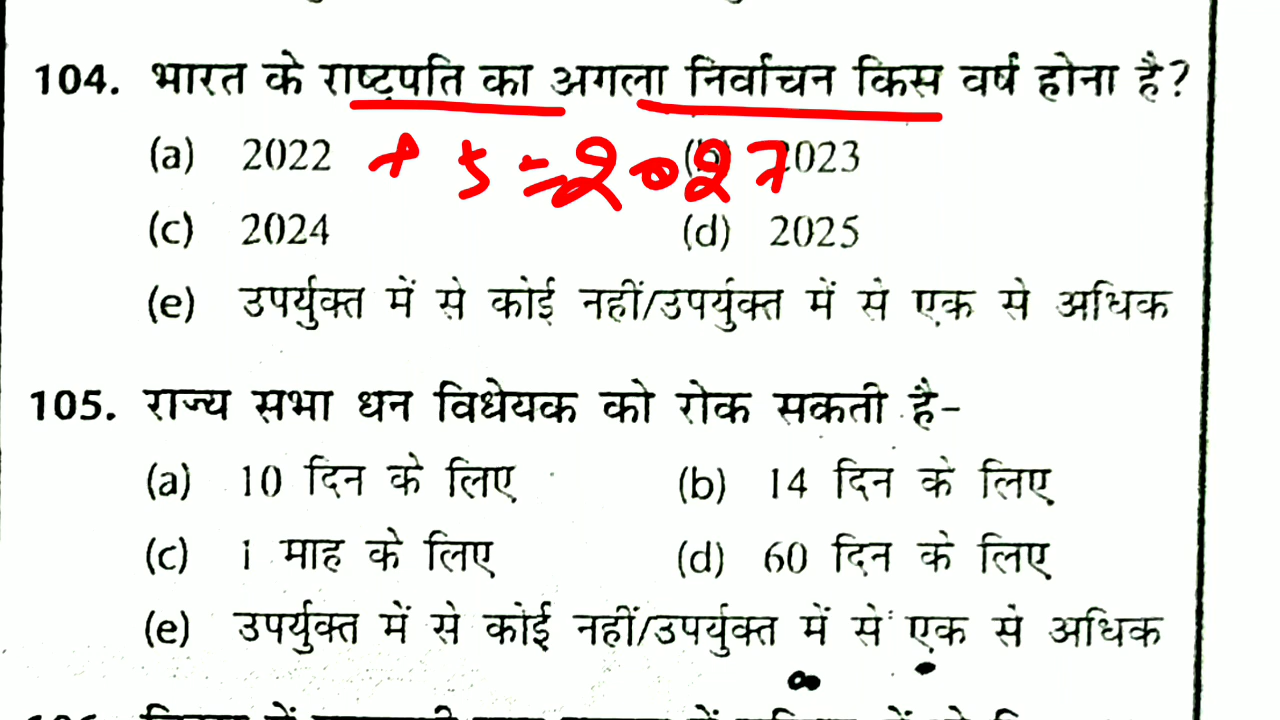 104. भारत के राष्ट्रपति का अगला निर्वाचन किस वर्ष होना है?
(a) 2022 + 5 = 2027 (b) 2023
(c) 2024 (d) 2025
(e) उपर्युक्त में से कोई नहीं/उपर्युक्त में से एक से अधिक
105. राज्य सभा धन विधेयक को रोक सकती है-
(a) 10 दिन के लिए (b) 14 दिन के लिए
(c) 1 माह के लिए (d) 60 दिन के लिए
(e) उपर्युक्त में से कोई नहीं/उपर्युक्त में से एक से अधिक